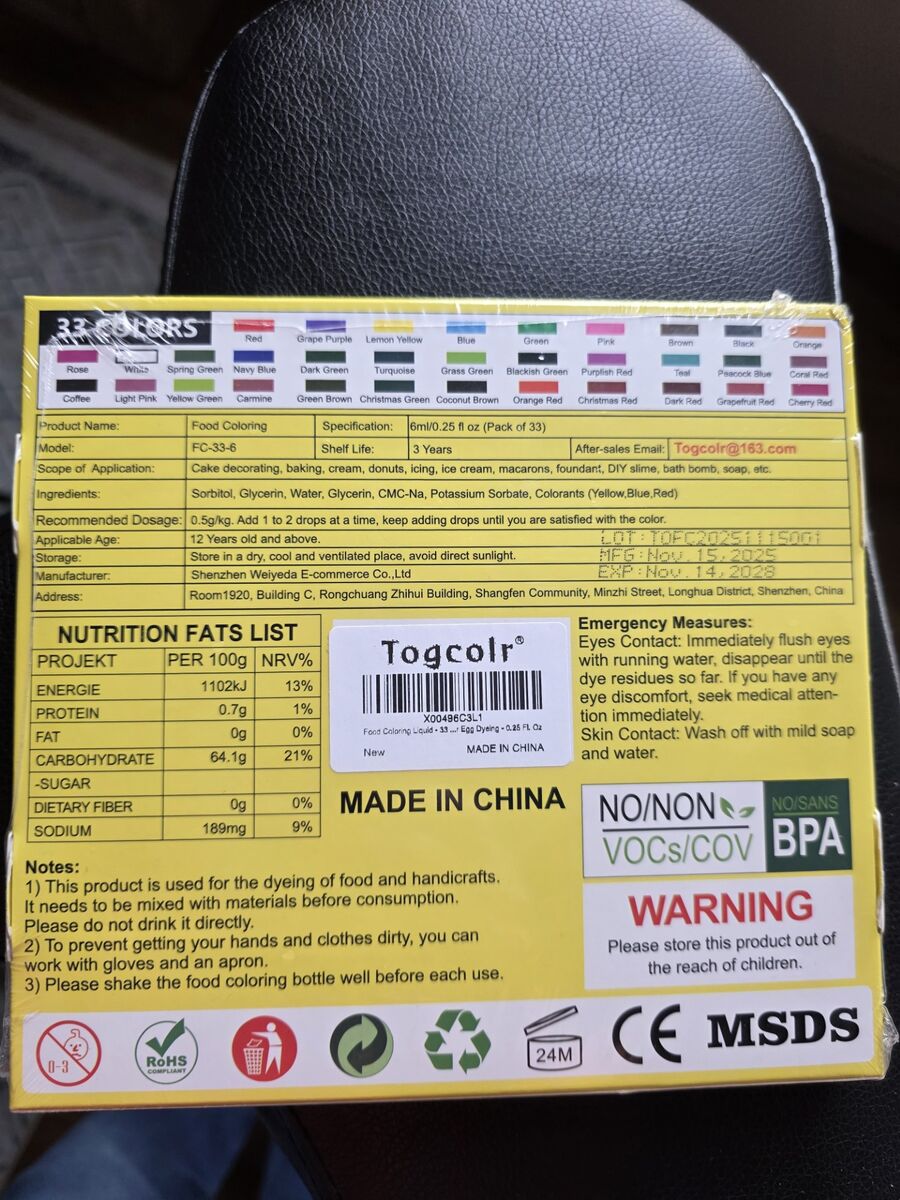 33 COLORS
Red
Grape Purple
Lemon Yellow
Blue
Green
Pink
Brown
Black
Orange
Rose
White
Spring Green
Navy Blue
Dark Green
Turquoise
Grass Green
Blackish Green
Purplish Red
Teal
Peacock Blue
Coral Red
Coffee
Light Pink
Yellow Green
Carmine
Green Brown
Christmas Green
Coconut Brown
Orange Red
Christmas Red
Dark Red
Grapefruit Red
Cherry Red
Product Name: Food Coloring Specification: 6ml/0.25 fl oz (Pack of 33)
Model: FC-33-6 Shelf Life: 3 Years After-sales Email: Togcolr@163.com
Scope of Application: Cake decorating, baking, cream, donuts, icing, ice cream, macarons, foundant, DIY slime, bath bomb, soap, etc.
Ingredients: Sorbitol, Glycerin, Water, Glycerin, CMC-Na, Potassium Sorbate, Colorants (Yellow,Blue,Red)
Recommended Dosage: 0.5g/kg. Add 1 to 2 drops at a time, keep adding drops until you are satisfied with the color.
Applicable Age: 12 Years old and above. LOT:TOFC20251115001
Storage: Store in a dry, cool and ventilated place, avoid direct sunlight. MFG:Nov.15,2025
Manufacturer: Shenzhen Weiyeda E-commerce Co.,Ltd EXP:Nov.14,2028
Address: Room1920, Building C, Rongchuang Zhihui Building, Shangfen Community, Minzhi Street, Longhua District, Shenzhen, China
NUTRITION FATS LIST
PROJEKT PER 100g NRV%
ENERGIE 1102kJ 13%
PROTEIN 0.7g 1%
FAT 0g 0%
CARBOHYDRATE 64.1g 21%
-SUGAR
DIETARY FIBER 0g 0%
SODIUM 189mg 9%
Togcolr®
X00496C3L1
Food Coloring Liquid - 33 ...r Egg Dyeing - 0.25 Fl. Oz
New MADE IN CHINA
MADE IN CHINA
Emergency Measures:
Eyes Contact: Immediately flush eyes
with running water, disappear until the
dye residues so far. If you have any
eye discomfort, seek medical atten-
tion immediately.
Skin Contact: Wash off with mild soap
and water.
NO/NON
VOCs/COV
NO/SANS
BPA
WARNING
Please store this product out of
the reach of children.
Notes:
1) This product is used for the dyeing of food and handicrafts.
It needs to be mixed with materials before consumption.
Please do not drink it directly.
2) To prevent getting your hands and clothes dirty, you can
work with gloves and an apron.
3) Please shake the food coloring bottle well before each use.
0-3
RoHS
COMPLIANT
24M
CE
MSDS